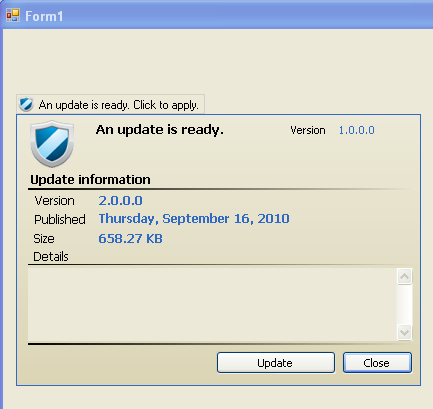 Form1
An update is ready. Click to apply.
An update is ready. Version 1.0.0.0
Update information
Version 2.0.0.0
Published Thursday, September 16, 2010
Size 658.27 KB
Details
Update Close